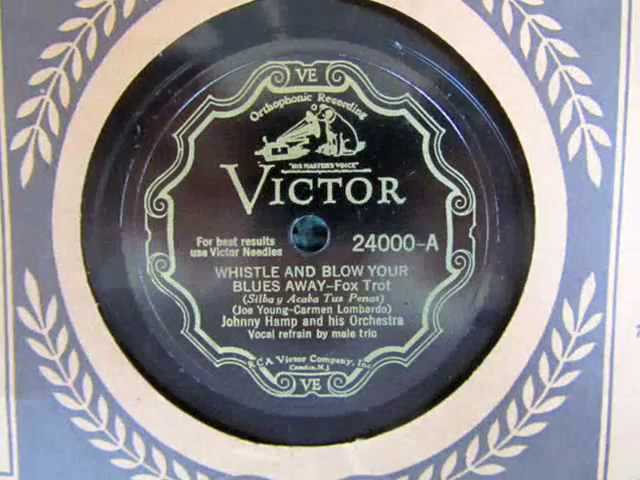 VE
Orthophonic Recording
"HIS MASTER'S VOICE"
VICTOR
For best results
use Victor Needles
24000-A
WHISTLE AND BLOW YOUR
BLUES AWAY-Fox Trot
(Silba y Acaba Tus Penas)
(Joe Young-Carmen Lombardo)
Johnny Hamp and his Orchestra
Vocal refrain by male trio
R.C.A. Victor Company, Inc.
Camden, N.J.
VE